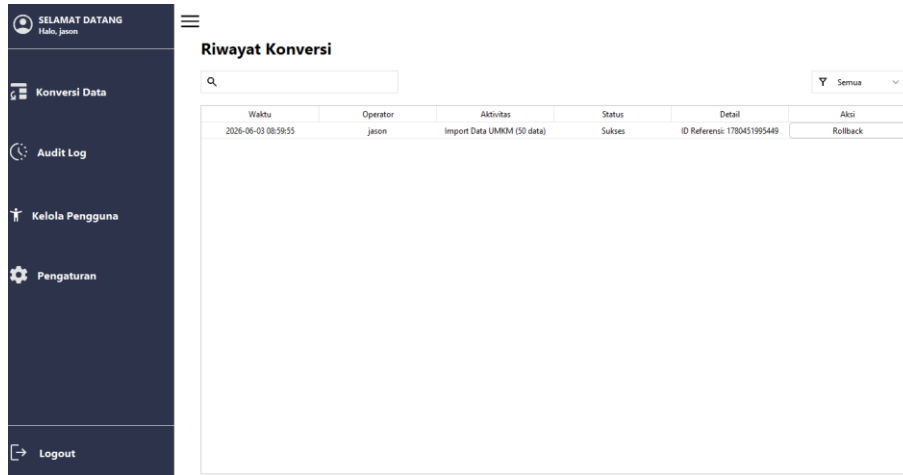 SELAMAT DATANG
Halo, jason
Konversi Data
Audit Log
Kelola Pengguna
Pengaturan
Logout
Riwayat Konversi
Semua
Waktu Operator Aktivitas Status Detail Aksi
2026-06-03 08:59:55 jason Import Data UMKM (50 data) Sukses ID Referensi: 1780451995449 Rollback